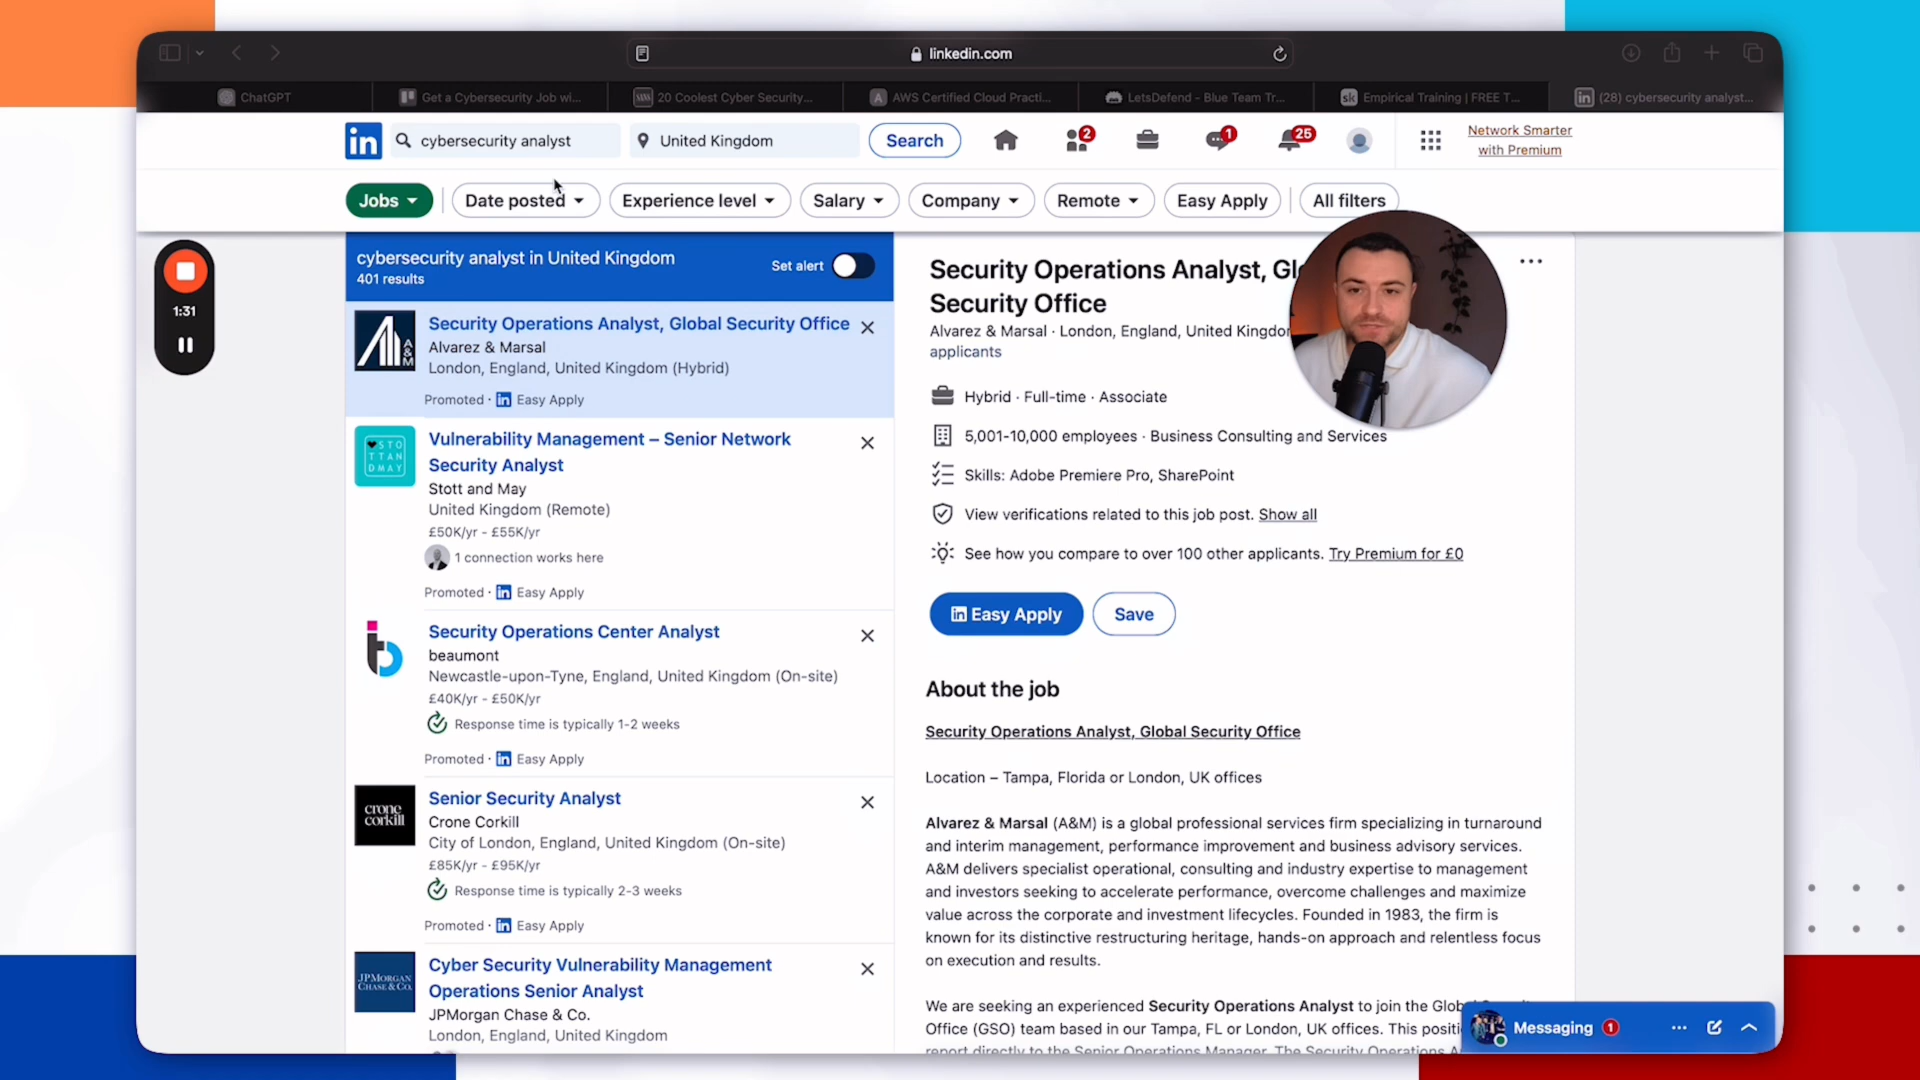 linkedin.com
ChatGPT
Get a Cybersecurity Job wi...
20 Coolest Cyber Security...
AWS Certified Cloud Practi...
LetsDefend - Blue Team Tr...
Empirical Training | FREE T...
(28) cybersecurity analyst...
cybersecurity analyst
United Kingdom
Search
2
1
25
Network Smarter
with Premium
Jobs
Date posted
Experience level
Salary
Company
Remote
Easy Apply
All filters
1:31
cybersecurity analyst in United Kingdom
401 results
Set alert
Security Operations Analyst, Global Security Office
Alvarez & Marsal
London, England, United Kingdom (Hybrid)
Promoted · Easy Apply
Vulnerability Management – Senior Network
Security Analyst
Stott and May
United Kingdom (Remote)
£50K/yr - £55K/yr
1 connection works here
Promoted · Easy Apply
Security Operations Center Analyst
beaumont
Newcastle-upon-Tyne, England, United Kingdom (On-site)
£40K/yr - £50K/yr
Response time is typically 1-2 weeks
Promoted · Easy Apply
crone
corkill
Senior Security Analyst
Crone Corkill
City of London, England, United Kingdom (On-site)
£85K/yr - £95K/yr
Response time is typically 2-3 weeks
Promoted · Easy Apply
JPMORGAN
CHASE & CO.
Cyber Security Vulnerability Management
Operations Senior Analyst
JPMorgan Chase & Co.
London, England, United Kingdom
Security Operations Analyst,
Security Office
Alvarez & Marsal · London, England, United
applicants
Hybrid · Full-time · Associate
5,001-10,000 employees · Business Consulting and Services
Skills: Adobe Premiere Pro, SharePoint
View verifications related to this job post. Show all
See how you compare to over 100 other applicants. Try Premium for £0
Easy Apply
Save
About the job
Security Operations Analyst, Global Security Office
Location – Tampa, Florida or London, UK offices
Alvarez & Marsal (A&M) is a global professional services firm specializing in turnaround
and interim management, performance improvement and business advisory services.
A&M delivers specialist operational, consulting and industry expertise to management
and investors seeking to accelerate performance, overcome challenges and maximize
value across the corporate and investment lifecycles. Founded in 1983, the firm is
known for its distinctive restructuring heritage, hands-on approach and relentless focus
on execution and results.
We are seeking an experienced Security Operations Analyst to join the
Office (GSO) team based in our Tampa, FL or London, UK offices. This
report directly to the Senior Operations Manager. The Security Operations
Messaging 1